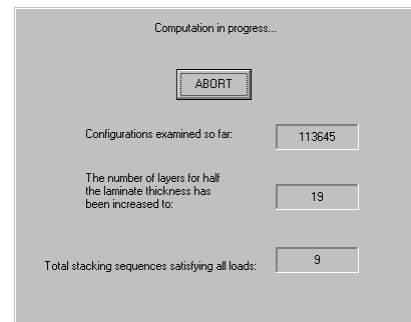 Computation in progress...
ABORT
Configurations examined so far: 113645
The number of layers for half
the laminate thickness has
been increased to: 19
Total stacking sequences satisfying all loads: 9